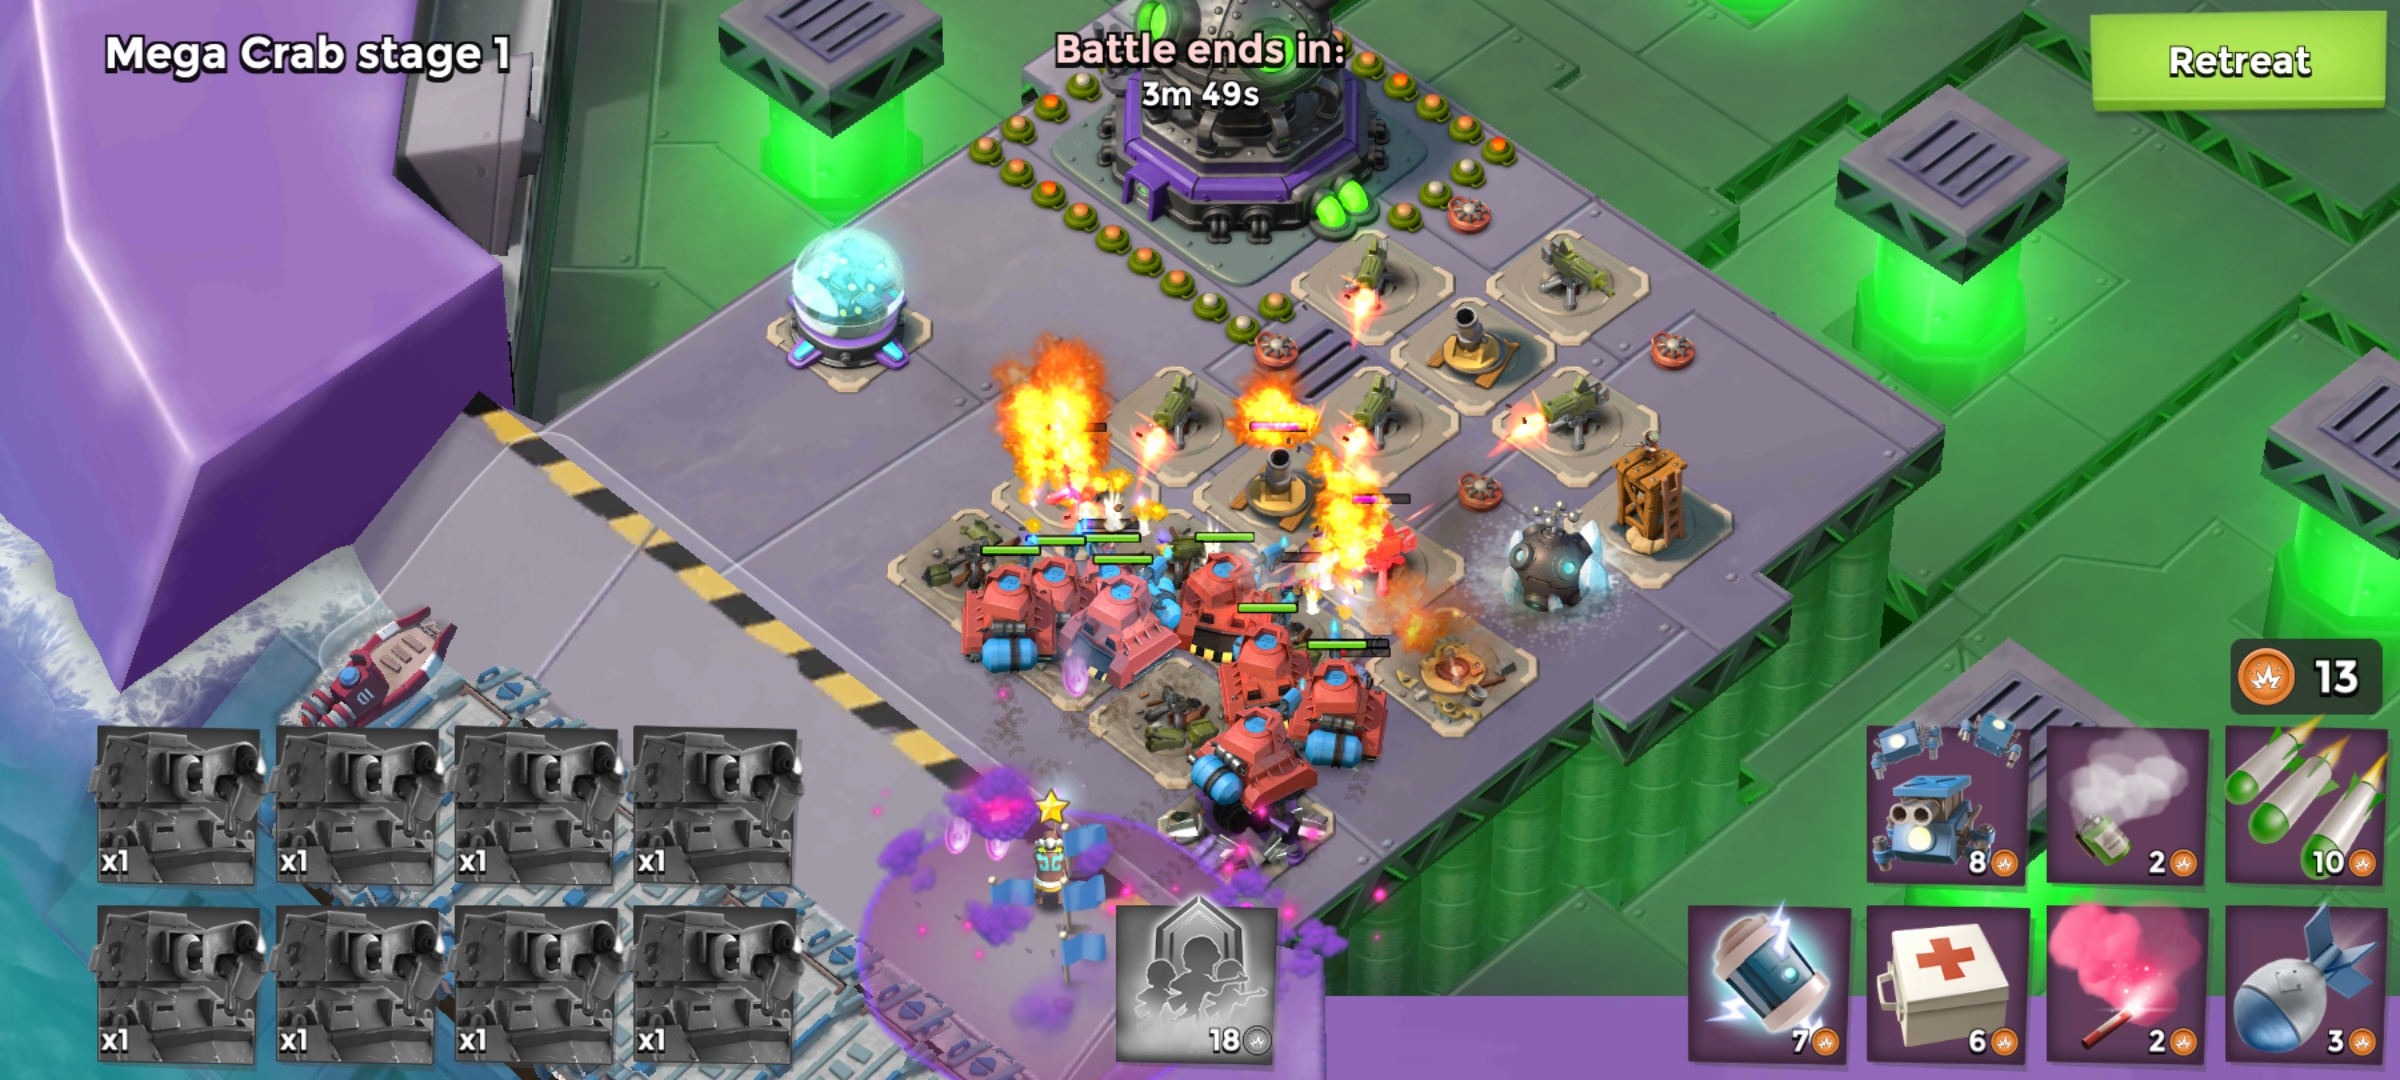 Mega Crab stage 1
Battle ends in:
3m 49s
Retreat
13
x1
x1
x1
x1
8
2
10
x1
x1
x1
x1
18
7
6
2
3